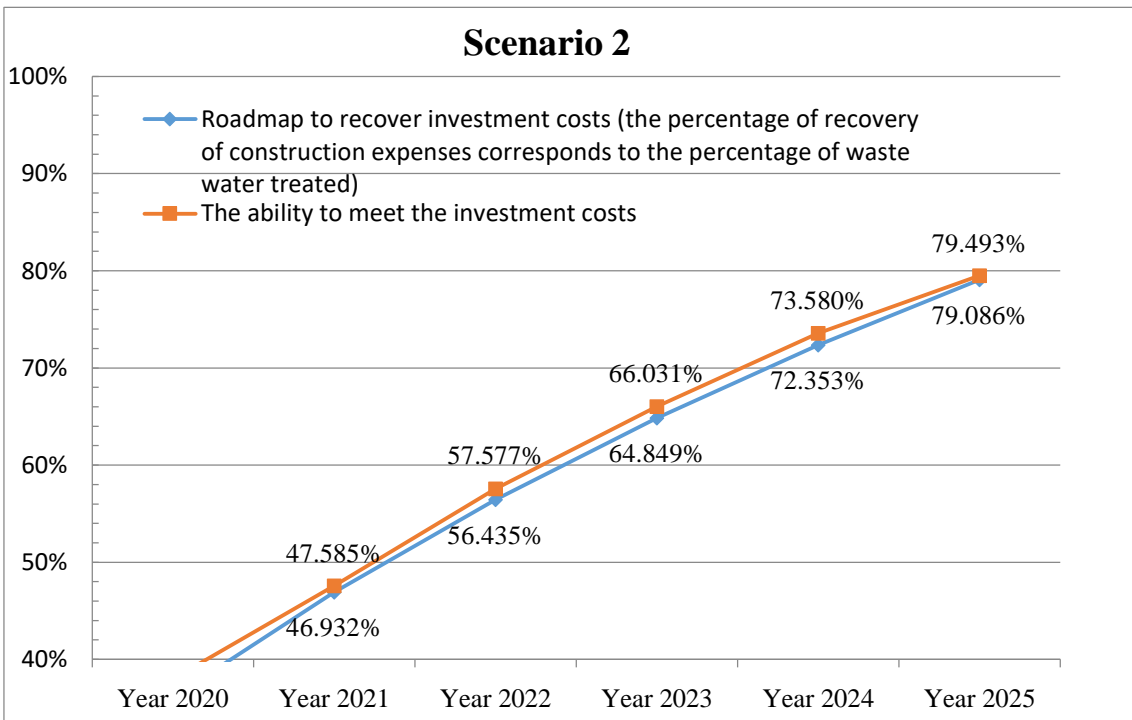 Scenario 2
100%
Roadmap to recover investment costs (the percentage of recovery
of construction expenses corresponds to the percentage of waste
water treated)
90%
The ability to meet the investment costs
79.493%
80%
73.580%
79.086%
70%
66.031%
72.353%
60%
57.577%
64.849%
56.435%
50%
47.585%
46.932%
40%
Year 2020 Year 2021 Year 2022 Year 2023 Year 2024 Year 2025